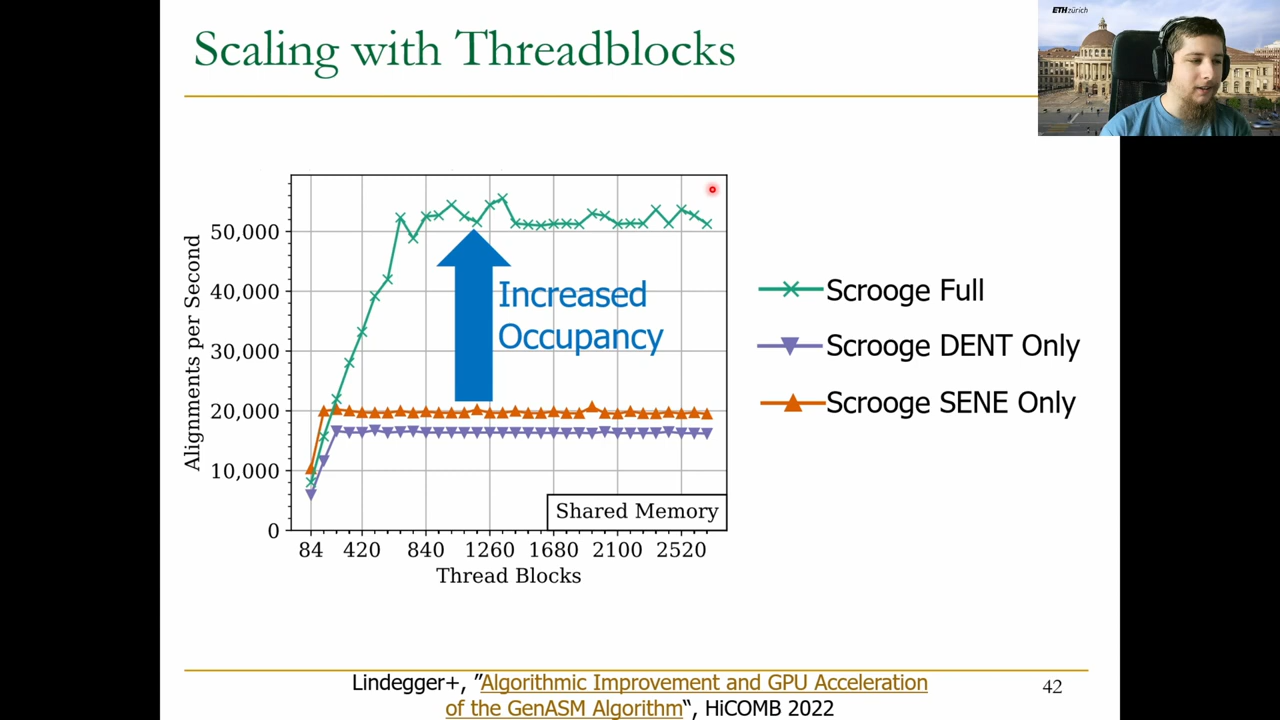 Scaling with Threadblocks
ETH zürich
Alignments per Second
50,000
40,000
30,000
20,000
10,000
0
Increased
Occupancy
Shared Memory
84 420 840 1260 1680 2100 2520
Thread Blocks
Scrooge Full
Scrooge DENT Only
Scrooge SENE Only
Lindegger+, "Algorithmic Improvement and GPU Acceleration
of the GenASM Algorithm", HiCOMB 2022
42